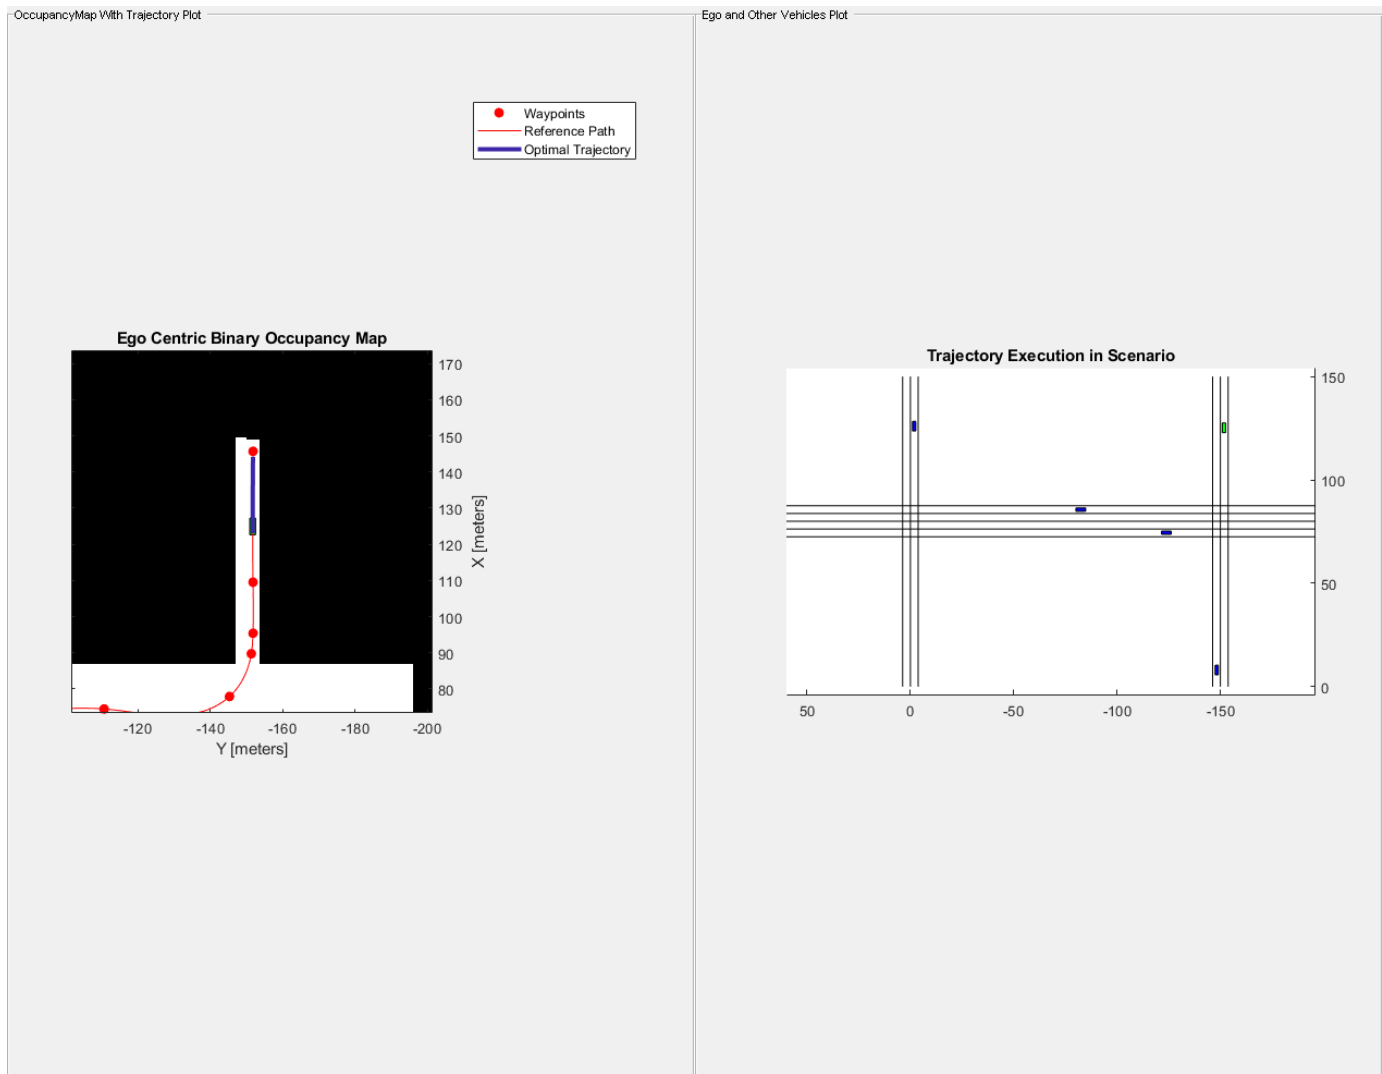 OccupancyMap With Trajectory Plot
Waypoints
Reference Path
Optimal Trajectory
Ego Centric Binary Occupancy Map
170
160
150
140
130
120
110
100
90
80
X [meters]
-120 -140 -160 -180 -200
Y [meters]
Ego and Other Vehicles Plot
Trajectory Execution in Scenario
150
100
50
0
50 0 -50 -100 -150